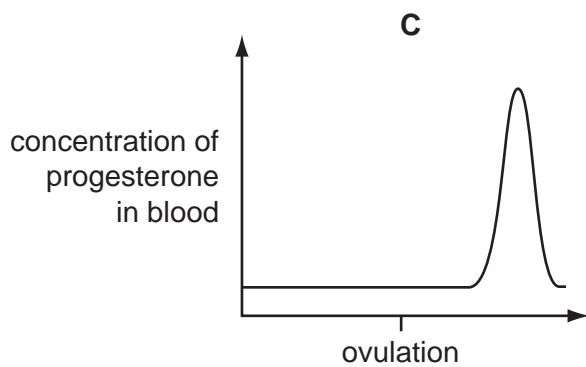 C
concentration of
progesterone
in blood
ovulation